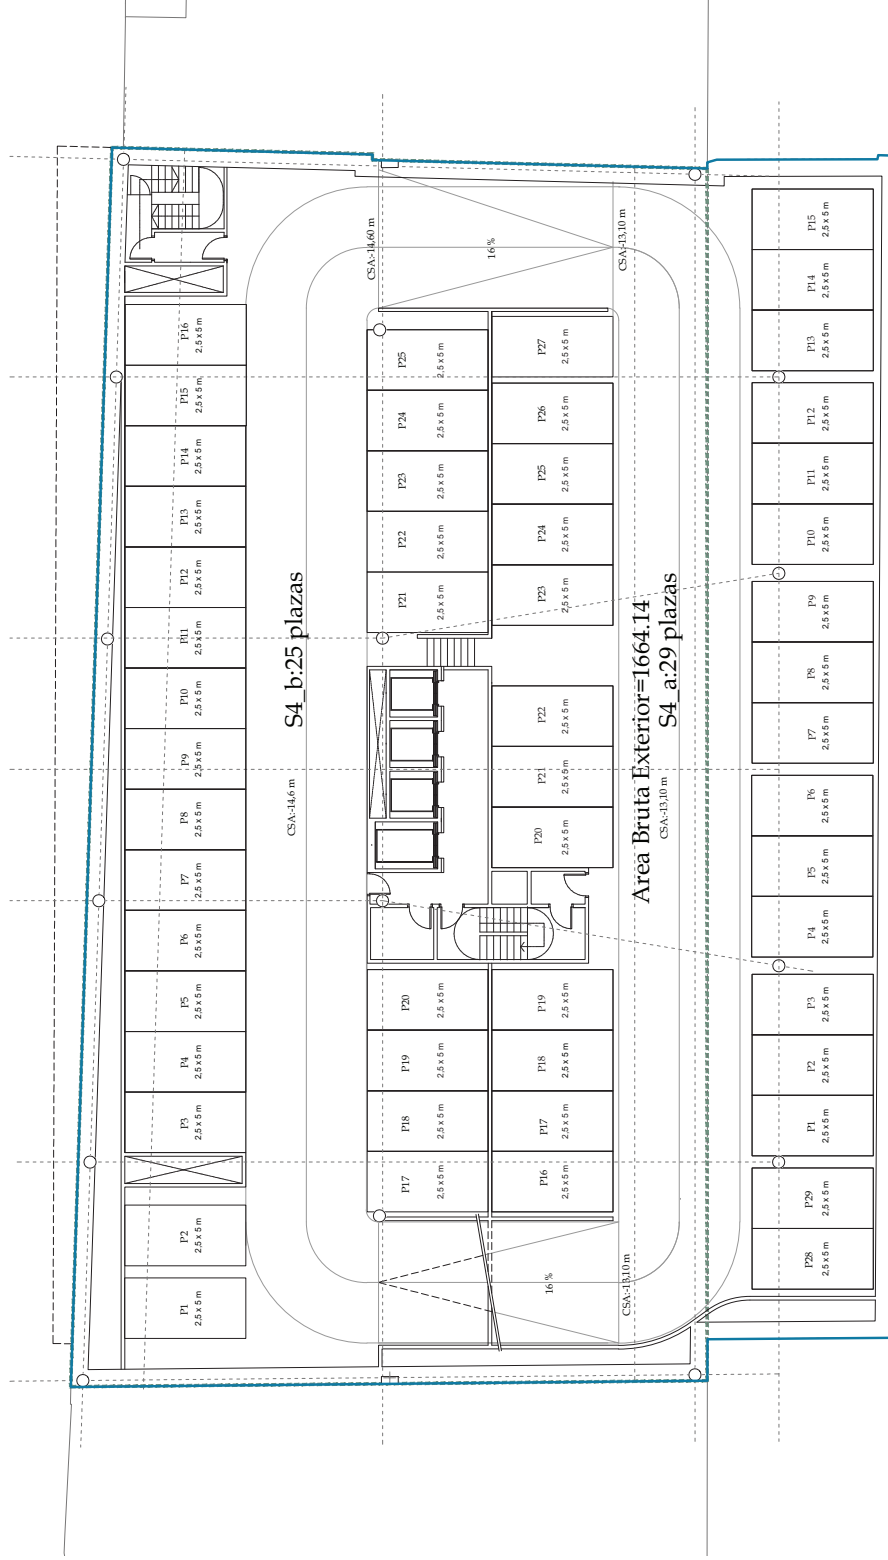 P16
2,5 x 5 m
P15
2,5 x 5 m
P14
2,5 x 5 m
P13
2,5 x 5 m
P12
2,5 x 5 m
P11
2,5 x 5 m
P10
2,5 x 5 m
P9
2,5 x 5 m
P8
2,5 x 5 m
P7
2,5 x 5 m
P6
2,5 x 5 m
P5
2,5 x 5 m
P4
2,5 x 5 m
P3
2,5 x 5 m
P2
2,5 x 5 m
P1
2,5 x 5 m
S4_b:25 plazas
CSA:-14,6 m
CSA:-14,60 m
16 %
CSA:-13,10 m
P25
2,5 x 5 m
P24
2,5 x 5 m
P23
2,5 x 5 m
P22
2,5 x 5 m
P21
2,5 x 5 m
P20
2,5 x 5 m
P19
2,5 x 5 m
P18
2,5 x 5 m
P17
2,5 x 5 m
P27
2,5 x 5 m
P26
2,5 x 5 m
P25
2,5 x 5 m
P24
2,5 x 5 m
P23
2,5 x 5 m
P22
2,5 x 5 m
P21
2,5 x 5 m
P20
2,5 x 5 m
P19
2,5 x 5 m
P18
2,5 x 5 m
P17
2,5 x 5 m
P16
2,5 x 5 m
16 %
CSA:-13,10 m
Area Bruta Exterior=1664.14
S4_a:29 plazas
CSA:-13,10 m
P15
2,5 x 5 m
P14
2,5 x 5 m
P13
2,5 x 5 m
P12
2,5 x 5 m
P11
2,5 x 5 m
P10
2,5 x 5 m
P9
2,5 x 5 m
P8
2,5 x 5 m
P7
2,5 x 5 m
P6
2,5 x 5 m
P5
2,5 x 5 m
P4
2,5 x 5 m
P3
2,5 x 5 m
P2
2,5 x 5 m
P1
2,5 x 5 m
P29
2,5 x 5 m
P28
2,5 x 5 m